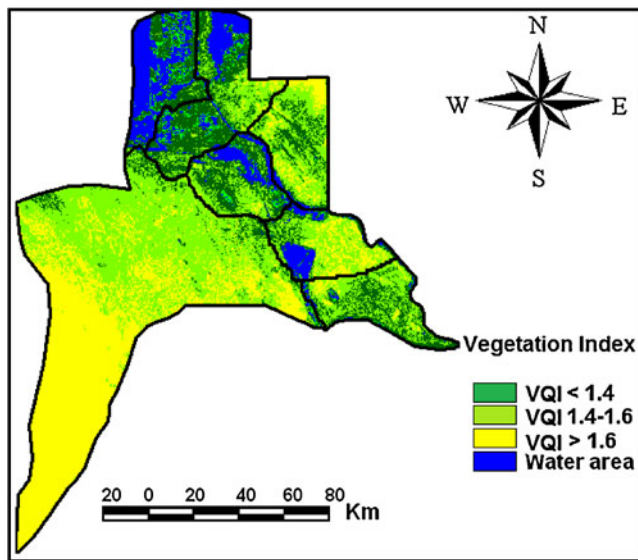 N
W E
S
Vegetation Index
VQI < 1.4
VQI 1.4-1.6
VQI > 1.6
Water area
20 0 20 40 60 80
Km